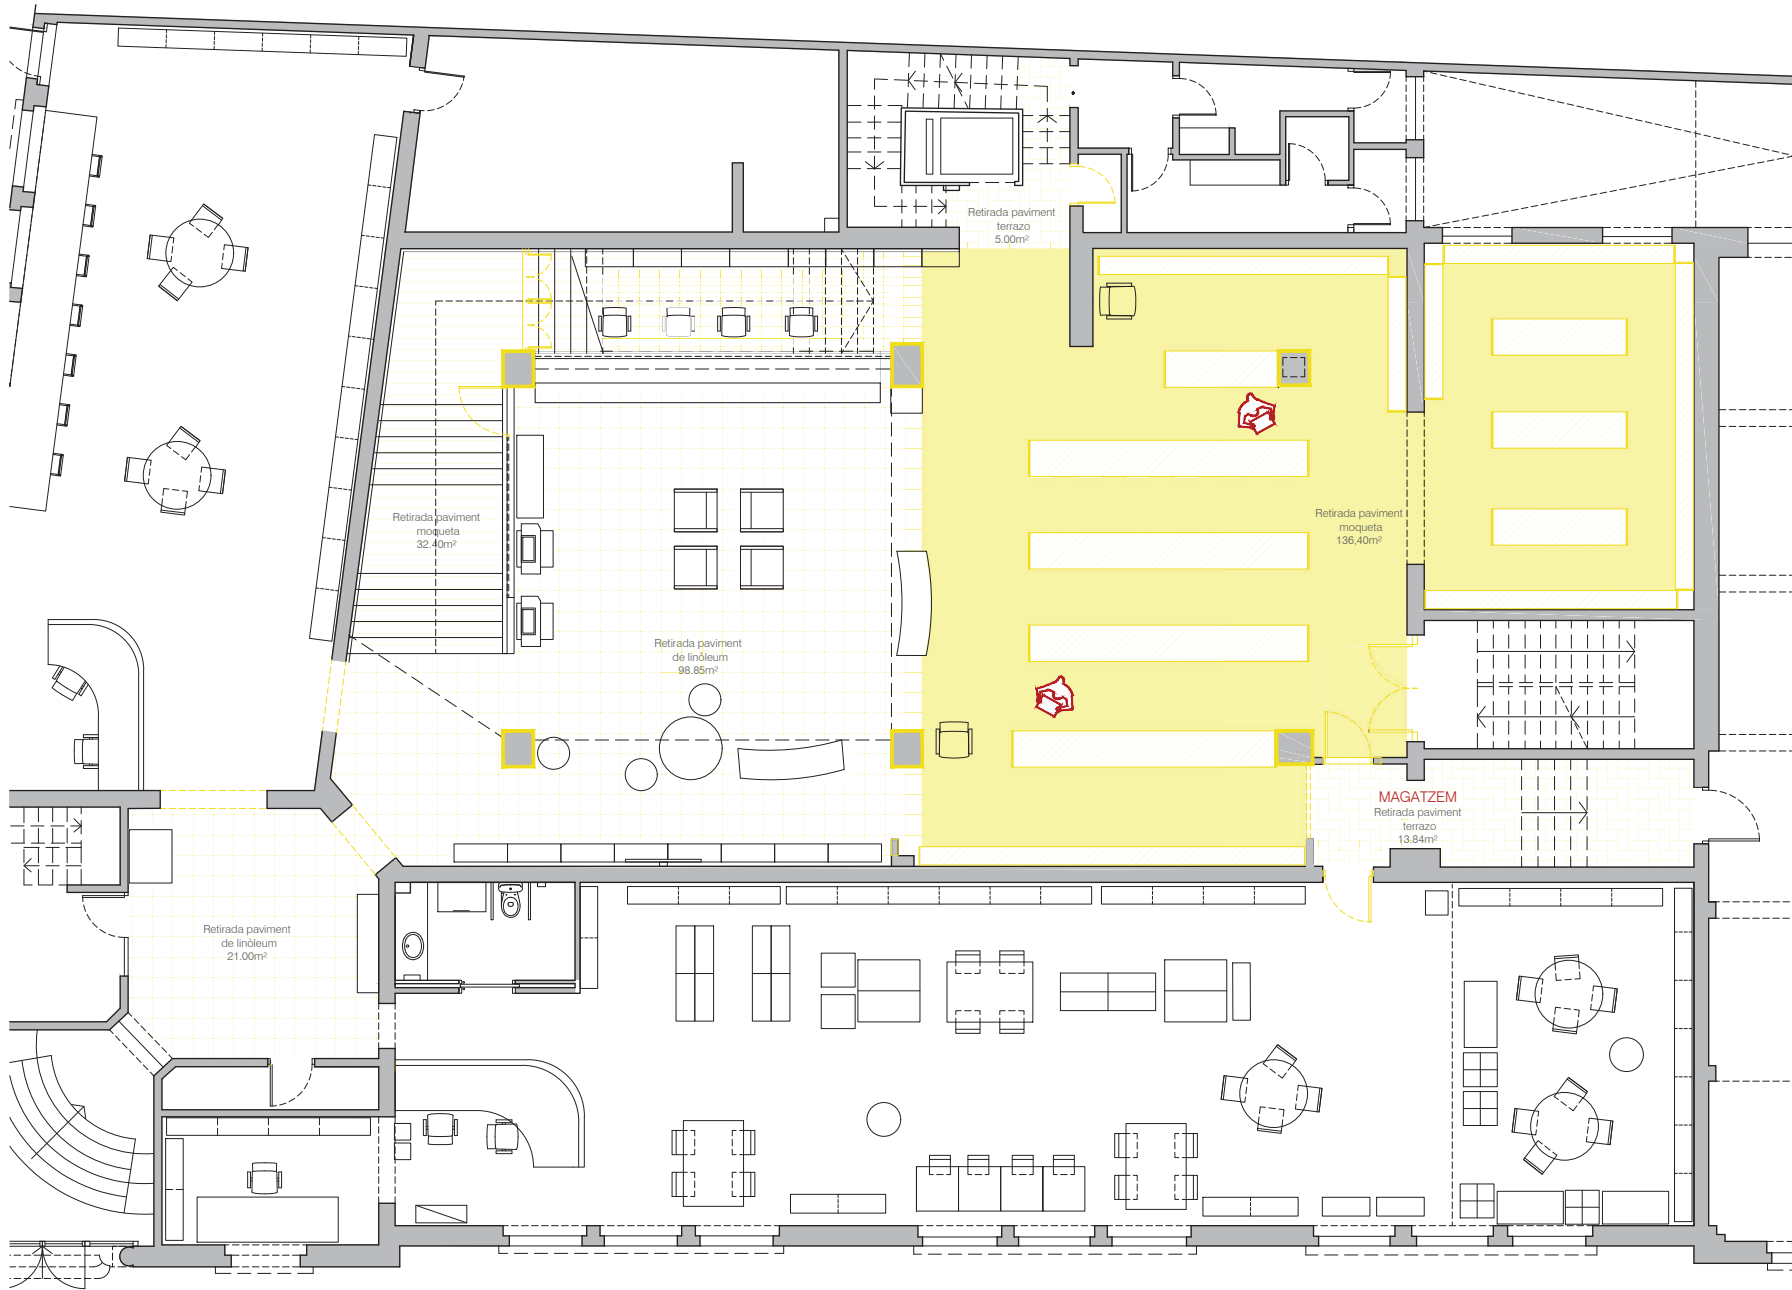 Retirada paviment
terrazo
5.00m²
Retirada paviment
moqueta
32.40m²
Retirada paviment
moqueta
136,40m²
Retirada paviment
de linòleum
98.85m²
MAGATZEM
Retirada paviment
terrazo
13.84m²
Retirada paviment
de linòleum
21.00m²